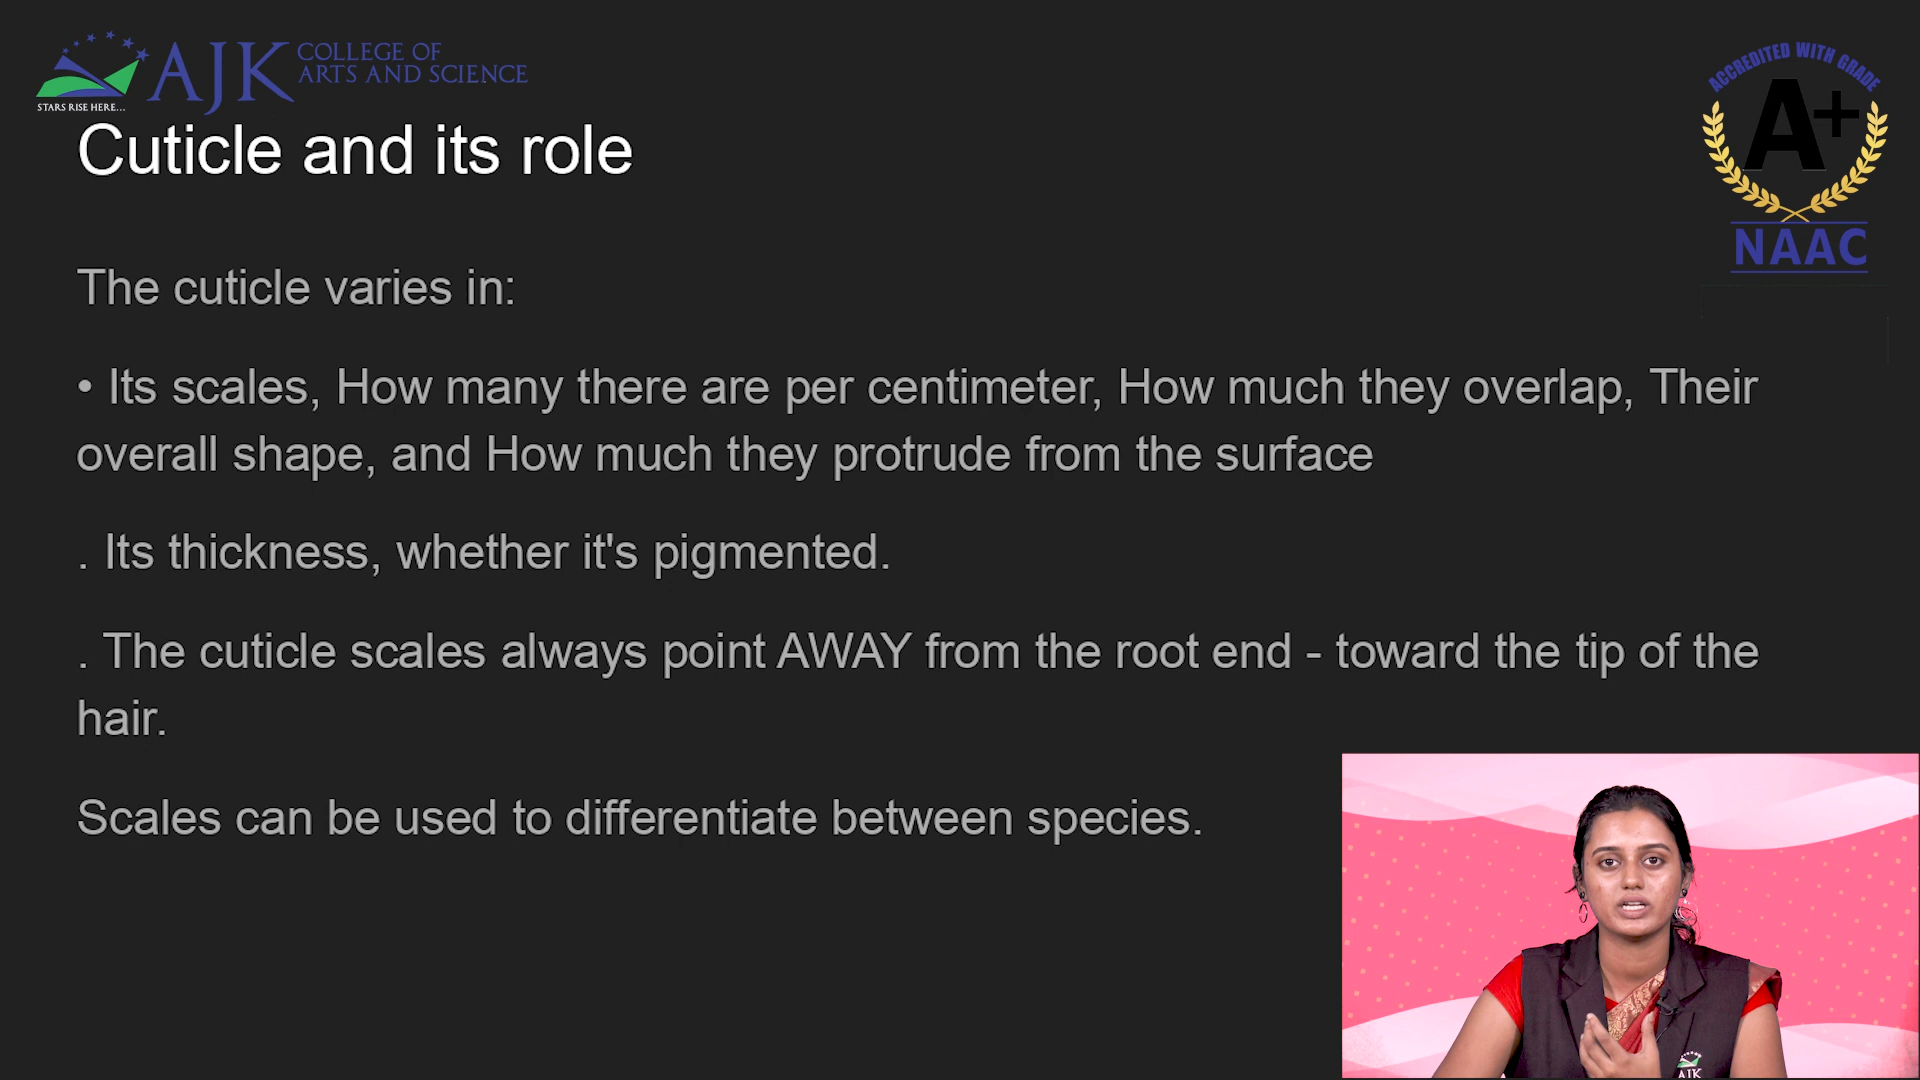 AJK COLLEGE OF
ARTS AND SCIENCE
STARS RISE HERE...
ACCREDITED WITH GRADE
A+
NAAC
Cuticle and its role
The cuticle varies in:
• Its scales, How many there are per centimeter, How much they overlap, Their
overall shape, and How much they protrude from the surface
. Its thickness, whether it's pigmented.
. The cuticle scales always point AWAY from the root end - toward the tip of the
hair.
Scales can be used to differentiate between species.
AJK